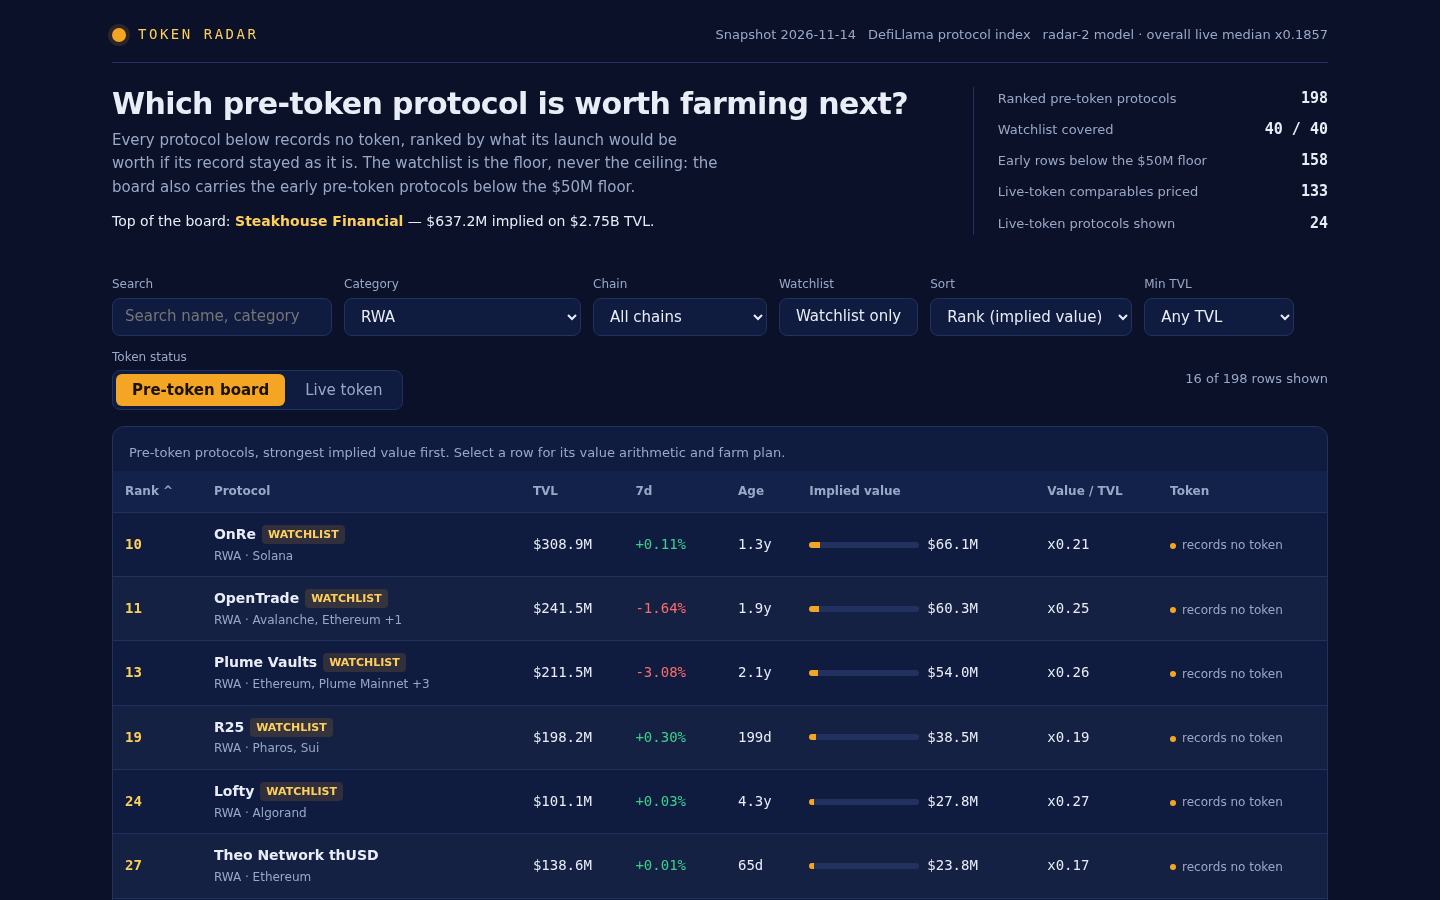 TOKEN RADAR
Snapshot 2026-11-14 DefiLlama protocol index radar-2 model · overall live median x0.1857
Which pre-token protocol is worth farming next?
Every protocol below records no token, ranked by what its launch would be
worth if its record stayed as it is. The watchlist is the floor, never the ceiling: the
board also carries the early pre-token protocols below the $50M floor.
Top of the board: Steakhouse Financial — $637.2M implied on $2.75B TVL.
Ranked pre-token protocols 198
Watchlist covered 40 / 40
Early rows below the $50M floor 158
Live-token comparables priced 133
Live-token protocols shown 24
Search Category Chain Watchlist Sort Min TVL
Search name, category RWA All chains Watchlist only Rank (implied value) Any TVL
Token status
Pre-token board Live token
16 of 198 rows shown
Pre-token protocols, strongest implied value first. Select a row for its value arithmetic and farm plan.
Rank ^ Protocol TVL 7d Age Implied value Value / TVL Token
OnRe WATCHLIST
10 $308.9M +0.11% 1.3y $66.1M x0.21 records no token
RWA · Solana
OpenTrade WATCHLIST
11 $241.5M -1.64% 1.9y $60.3M x0.25 records no token
RWA · Avalanche, Ethereum +1
Plume Vaults WATCHLIST
13 $211.5M -3.08% 2.1y $54.0M x0.26 records no token
RWA · Ethereum, Plume Mainnet +3
R25 WATCHLIST
19 $198.2M +0.30% 199d $38.5M x0.19 records no token
RWA · Pharos, Sui
Lofty WATCHLIST
24 $101.1M +0.03% 4.3y $27.8M x0.27 records no token
RWA · Algorand
Theo Network thUSD
27 $138.6M +0.01% 65d $23.8M x0.17 records no token
RWA · Ethereum